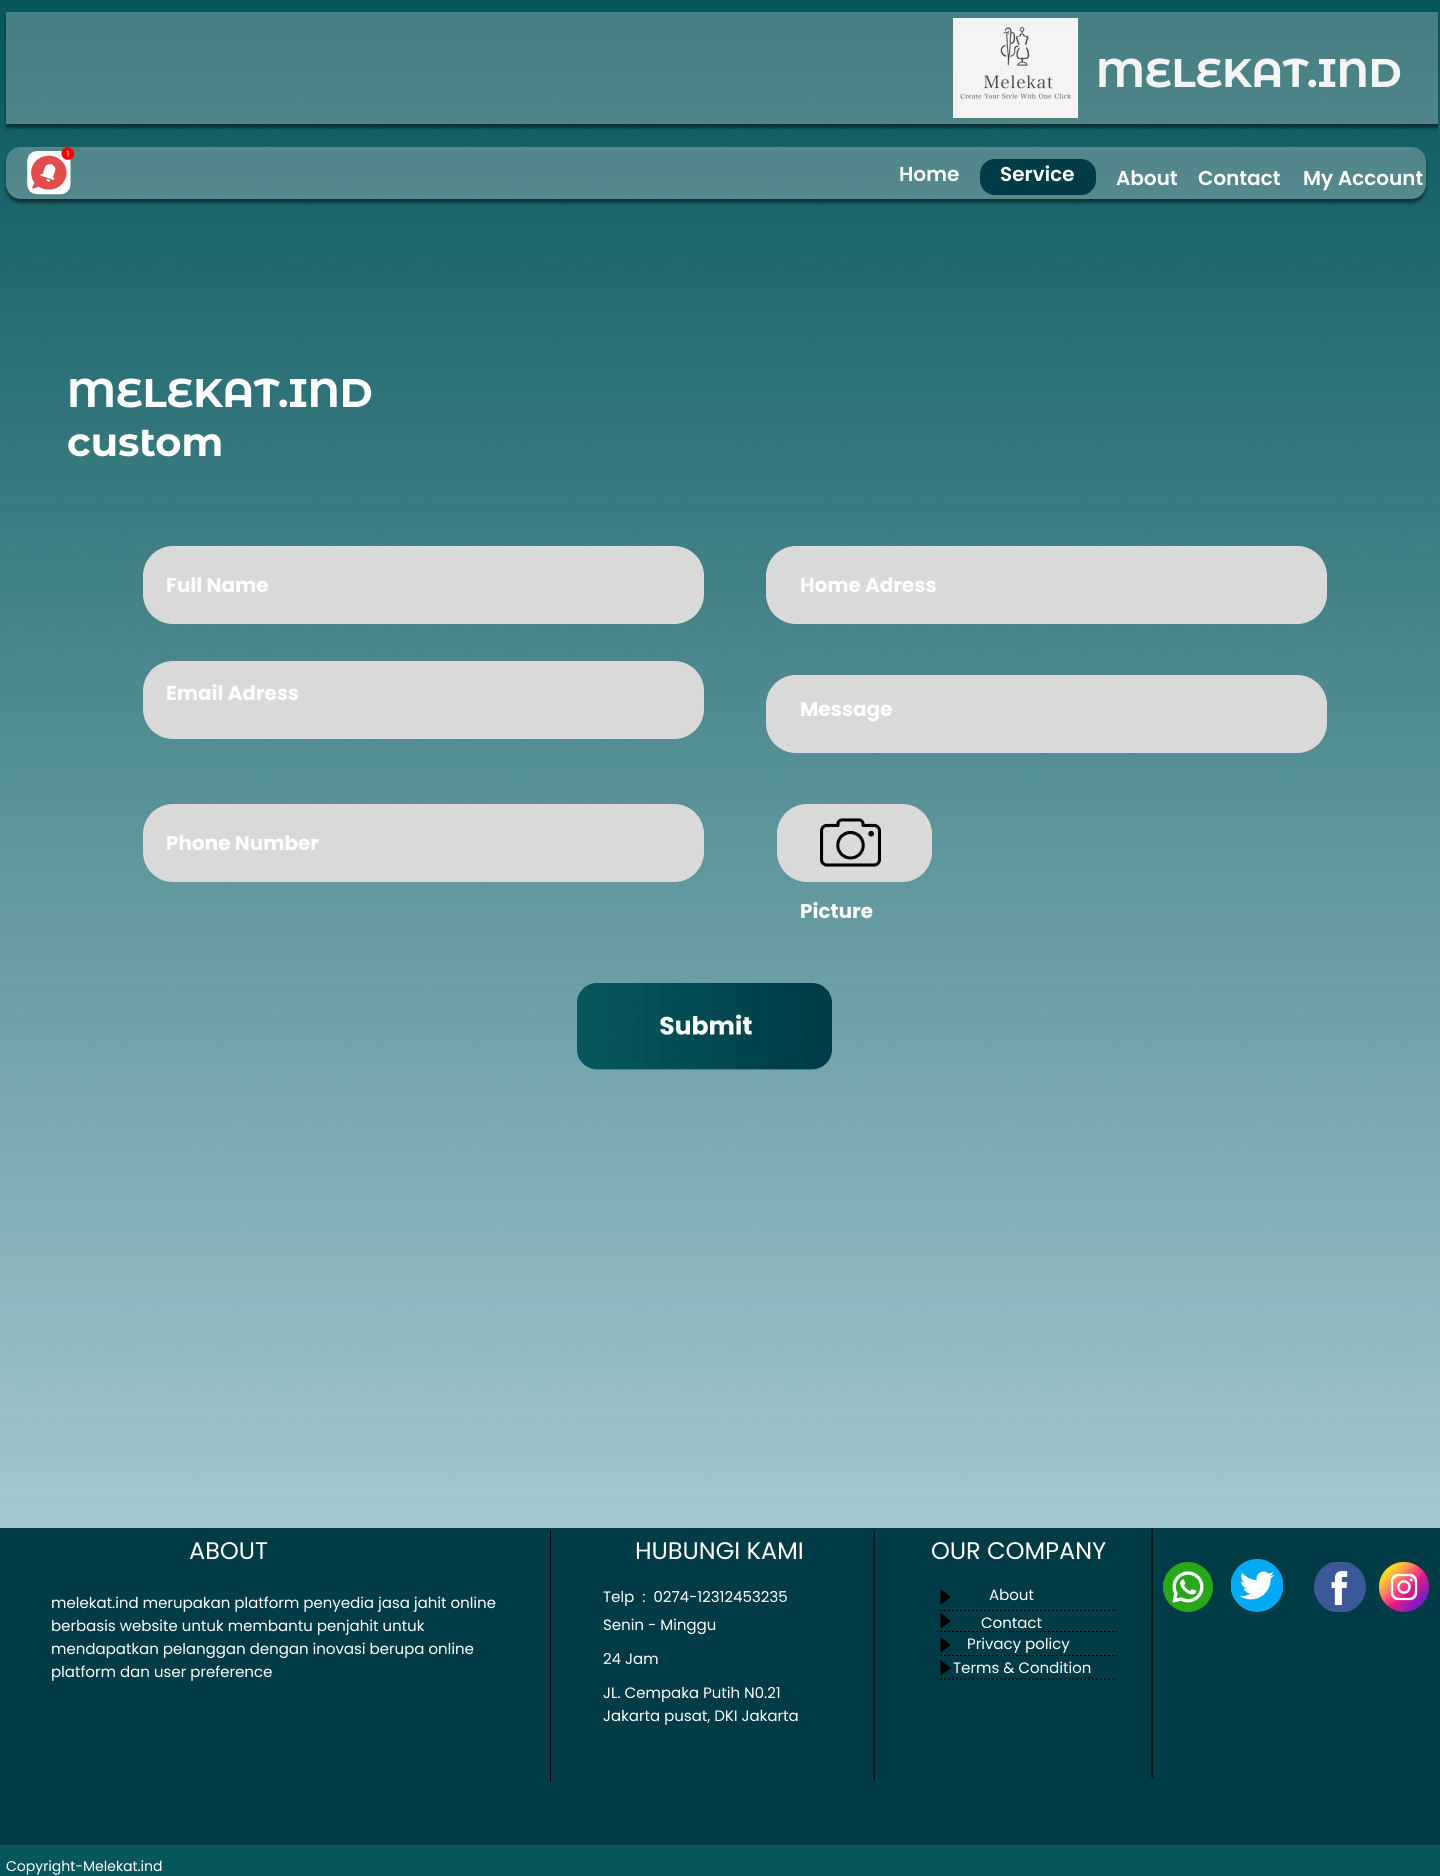 Melekat
Create Your Style With One Click
MELEKAT.IND
1
Home
Service
About
Contact
My Account
MELEKAT.IND
custom
Full Name
Home Adress
Email Adress
Message
Phone Number
Picture
Submit
ABOUT
melekat.ind merupakan platform penyedia jasa jahit online
berbasis website untuk membantu penjahit untuk
mendapatkan pelanggan dengan inovasi berupa online
platform dan user preference
HUBUNGI KAMI
Telp : 0274-12312453235
Senin - Minggu
24 Jam
JL. Cempaka Putih N0.21
Jakarta pusat, DKI Jakarta
OUR COMPANY
About
Contact
Privacy policy
Terms & Condition
Copyright-Melekat.ind